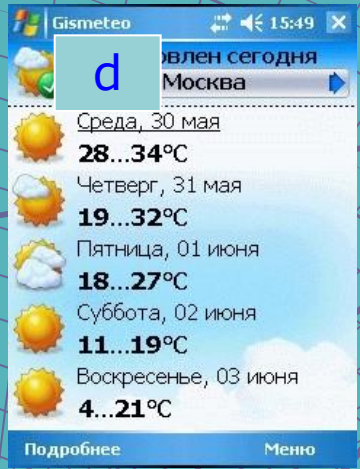 Gismeteo 15:49
d сегодня
Москва
Среда, 30 мая
28...34°C
Четверг, 31 мая
19...32°C
Пятница, 01 июня
18...27°C
Суббота, 02 июня
11...19°C
Воскресенье, 03 июня
4...21°C
Подробнее Меню